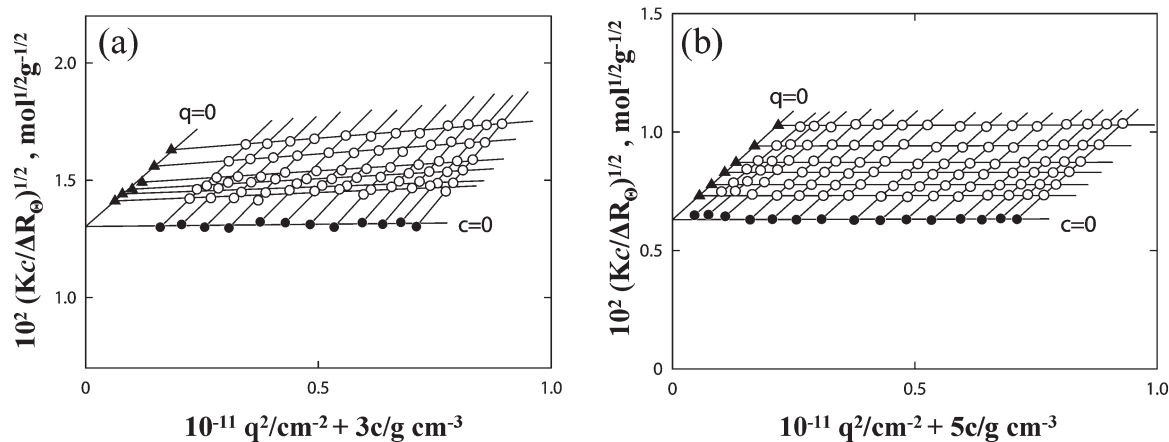 (a)
2.0
1.5
1.0
q=0
c=0
0
0.5
1.0
10² (Kc/ΔR_Θ)^{1/2} , mol^{1/2}g^{-1/2}
10⁻¹¹ q²/cm⁻² + 3c/g cm⁻³
(b)
1.5
1.0
0.5
0
q=0
c=0
0
0.5
1.0
10² (Kc/ΔR_Θ)^{1/2} , mol^{1/2}g^{-1/2}
10⁻¹¹ q²/cm⁻² + 5c/g cm⁻³